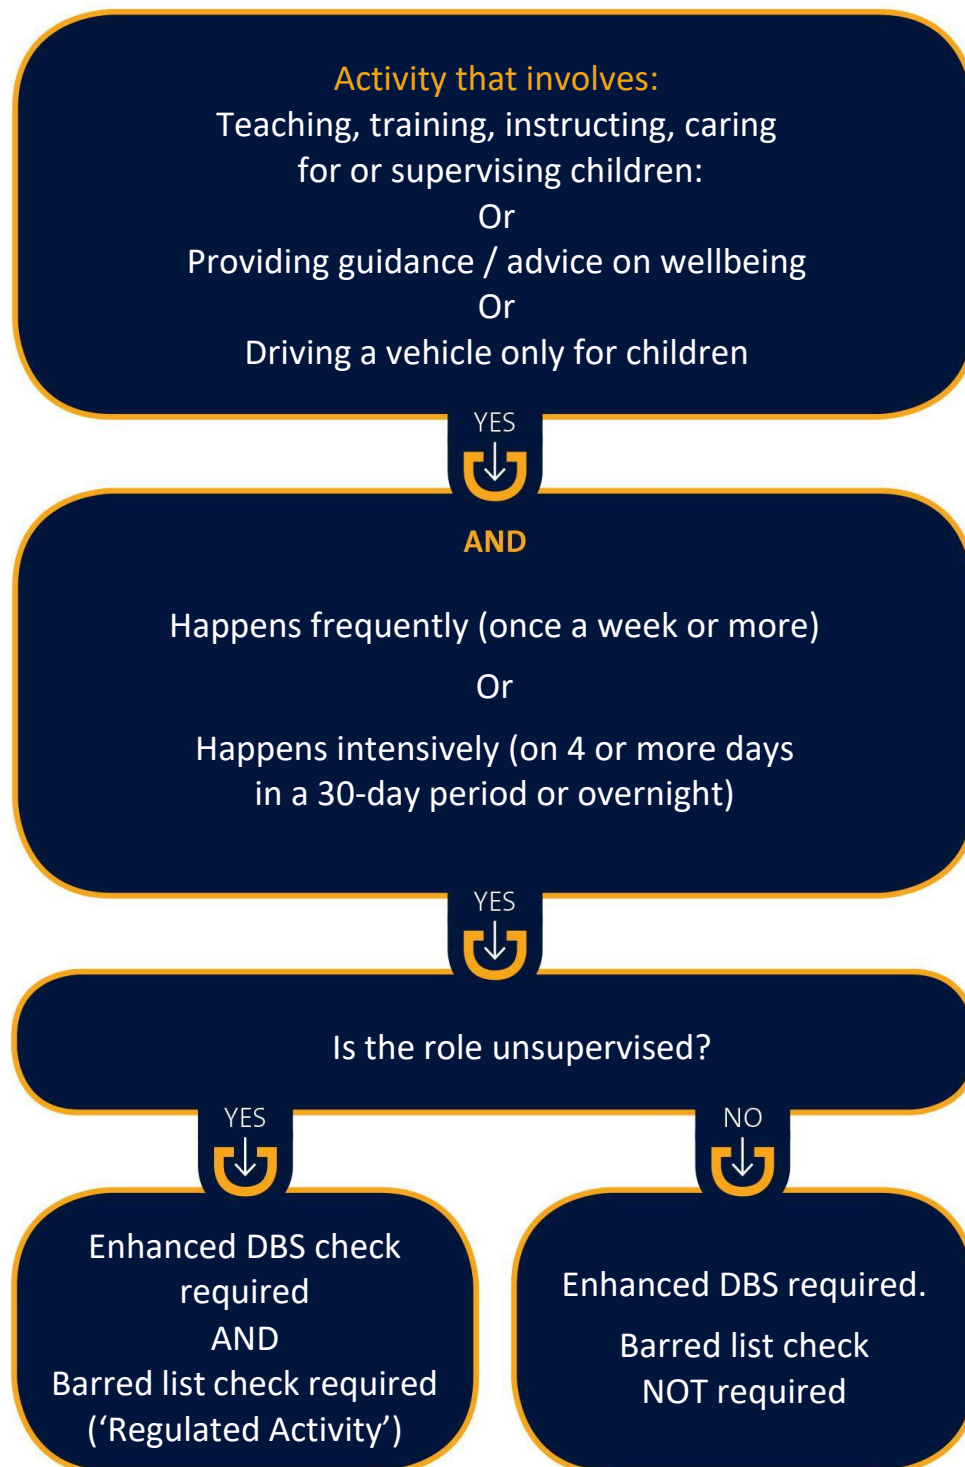 Activity that involves:
Teaching, training, instructing, caring
for or supervising children:
Or
Providing guidance / advice on wellbeing
Or
Driving a vehicle only for children
YES
AND
Happens frequently (once a week or more)
Or
Happens intensively (on 4 or more days
in a 30-day period or overnight)
YES
Is the role unsupervised?
YES
NO
Enhanced DBS check
required
AND
Barred list check required
(‘Regulated Activity’)
Enhanced DBS required.
Barred list check
NOT required